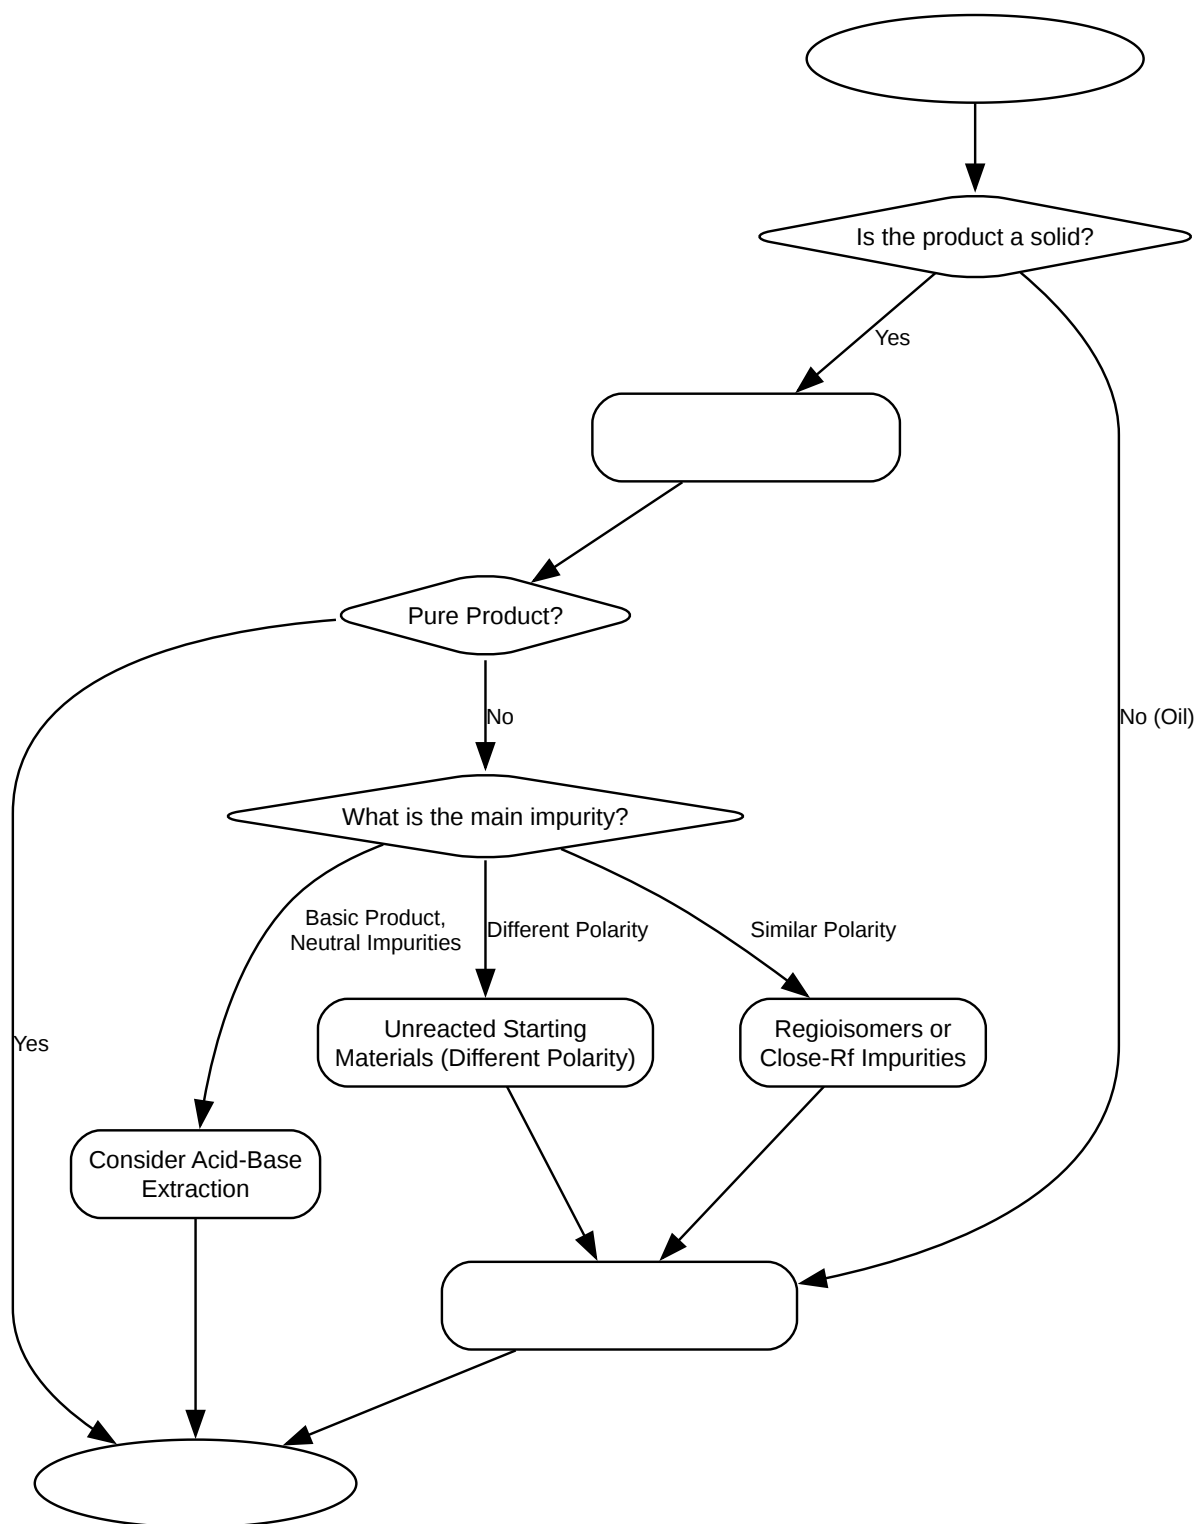 Is the product a solid?
Yes
Pure Product?
No
No (Oil)
What is the main impurity?
Basic Product,
Neutral Impurities
Different Polarity
Similar Polarity
Unreacted Starting
Materials (Different Polarity)
Regioisomers or
Close-Rf Impurities
Yes
Consider Acid-Base
Extraction